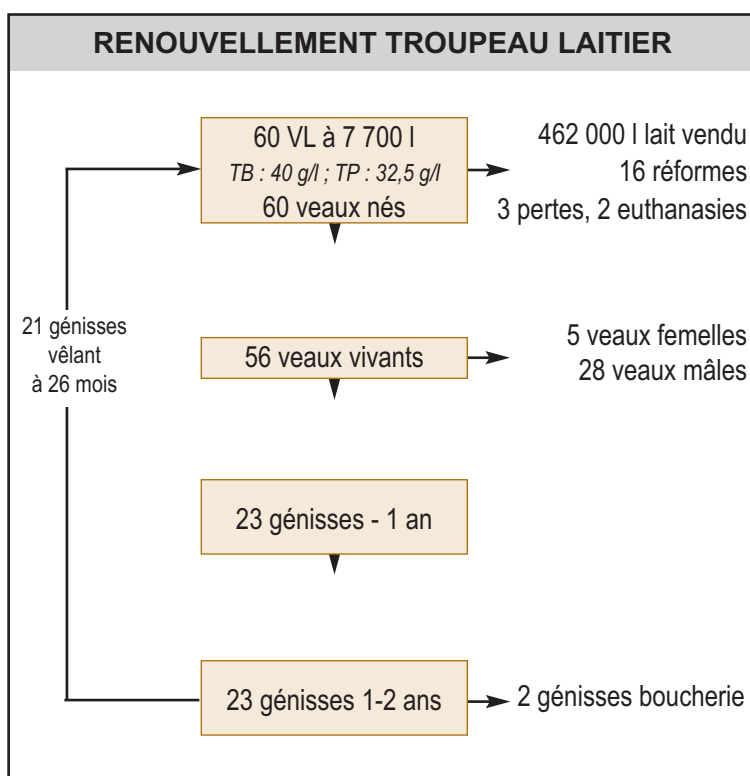 RENOUVELLEMENT TROUPEAU LAITIER
60 VL à 7 700 l
TB : 40 g/l ; TP : 32,5 g/l
60 veaux nés
462 000 l lait vendu
16 réformes
3 pertes, 2 euthanasies
21 génisses
vêlant
à 26 mois
56 veaux vivants
5 veaux femelles
28 veaux mâles
23 génisses - 1 an
23 génisses 1-2 ans
2 génisses boucherie